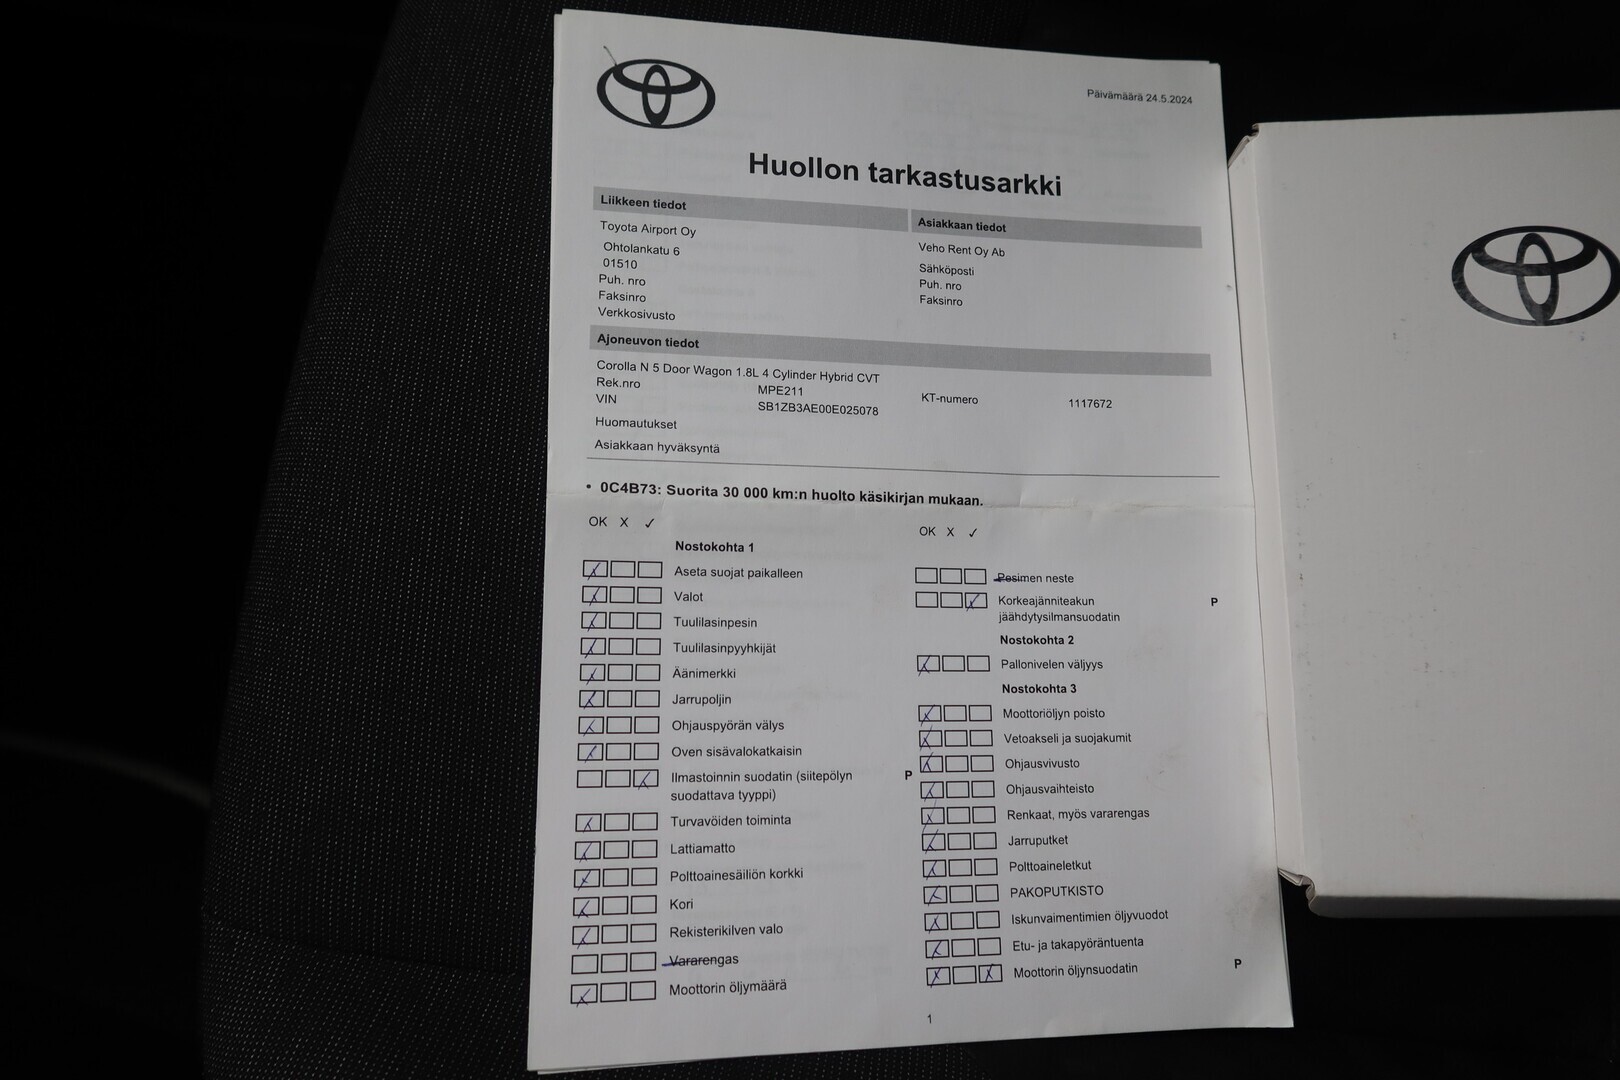 Päivämäärä 24.5.2024
Huollon tarkastusarkki
Liikkeen tiedot
Toyota Airport Oy
Ohtolankatu 6
01510
Puh. nro
Faksinro
Verkkosivusto
Asiakkaan tiedot
Veho Rent Oy Ab
Sähköposti
Puh. nro
Faksinro
Ajoneuvon tiedot
Corolla N 5 Door Wagon 1.8L 4 Cylinder Hybrid CVT
Rek.nro MPE211
VIN SB1ZB3AE00E025078
KT-numero 1117672
Huomautukset
Asiakkaan hyväksyntä
• 0C4B73: Suorita 30 000 km:n huolto käsikirjan mukaan.
OK X ✓
Nostokohta 1
Aseta suojat paikalleen
Valot
Tuulilasinpesin
Tuulilasinpyyhkijät
Äänimerkki
Jarrupoljin
Ohjauspyörän välys
Oven sisävalokatkaisin
Ilmastoinnin suodatin (siitepölyn P
suodattava tyyppi)
Turvavöiden toiminta
Lattiamatto
Polttoainesäiliön korkki
Kori
Rekisterikilven valo
Vararengas
Moottorin öljymäärä
OK X ✓
Pesimen neste
Korkeajänniteakun P
jäähdytysilmansuodatin
Nostokohta 2
Pallonivelen väljyys
Nostokohta 3
Moottoriöljyn poisto
Vetoakseli ja suojakumit
Ohjausvivusto
Ohjausvaihteisto
Renkaat, myös vararengas
Jarruputket
Polttoaineletkut
PAKOPUTKISTO
Iskunvaimentimien öljyvuodot
Etu- ja takapyöräntuenta
Moottorin öljynsuodatin P
1